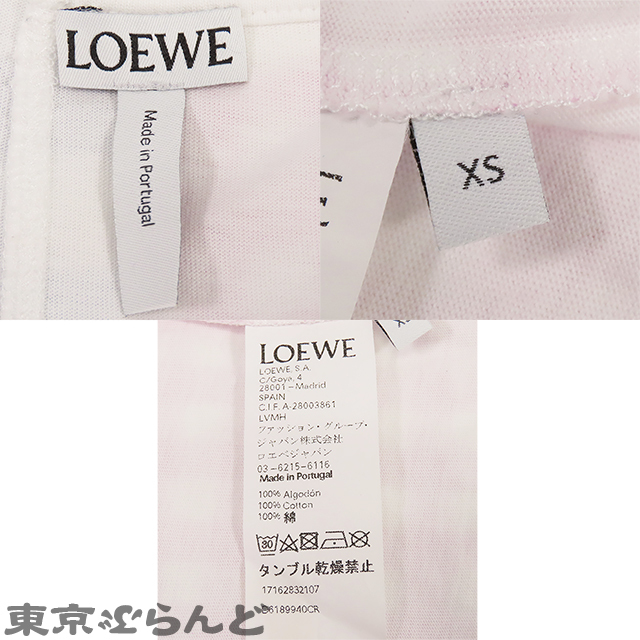 LOEWE
Made in Portugal
XS
LOEWE
LOEWE, S.A.
C/Goya, 4
28001-Madrid
SPAIN
C.I.F. A-28003861
LVMH
ファッション・グループ・
ジャパン株式会社
ロエベジャパン
03-6215-6116
Made in Portugal
100% Algodón
100% Cotton
100% 綿
30
タンブル乾燥禁止
17162832107
6189940CR
東京ぶらんど